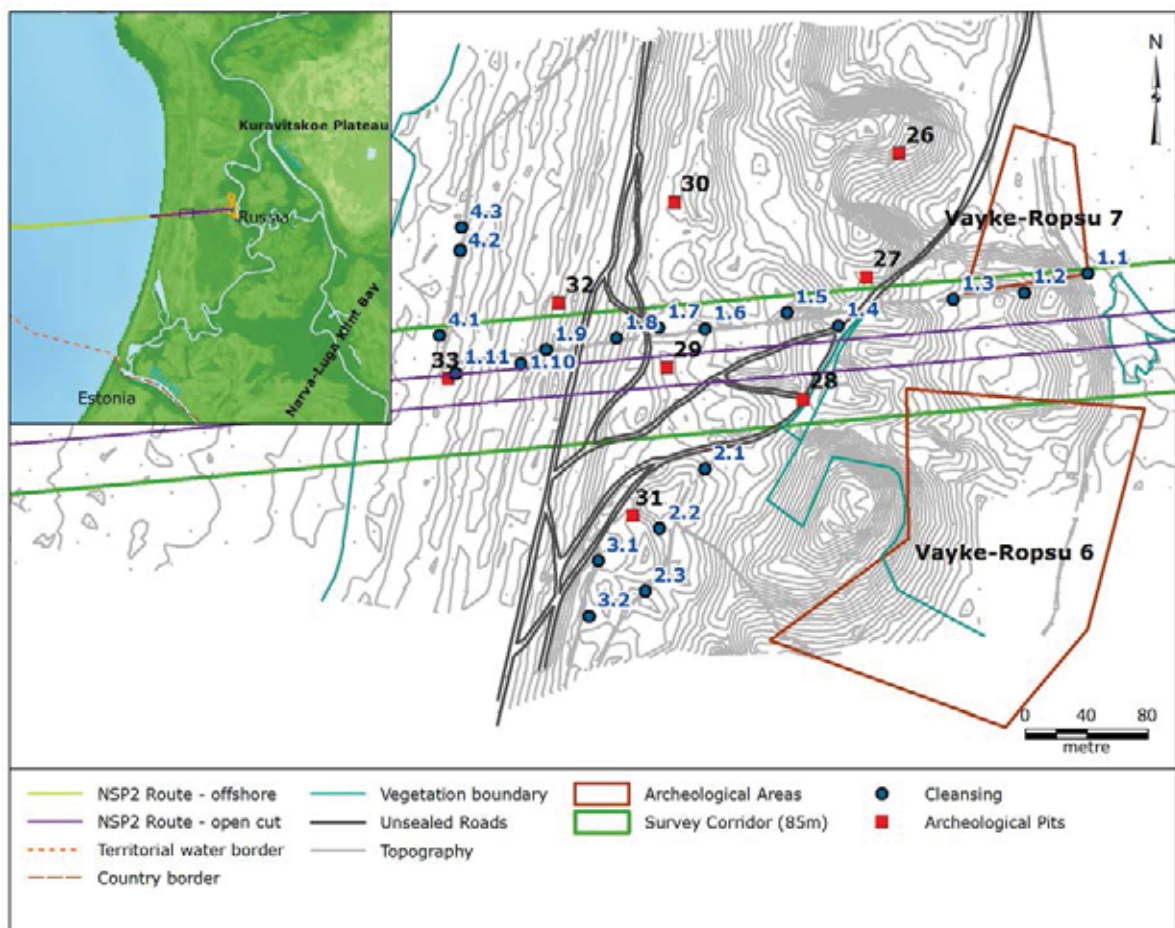 Kuravitskoe Plateau
Russia
Narva-Luga Klint Bay
Estonia
N
26
Vayke-Ropsu 7
30
4.3
4.2
27
1.1
1.2
1.3
32
1.5
1.4
1.7
1.6
1.8
1.9
4.1
1.10
1.11
33
29
28
2.1
31
2.2
3.1
2.3
3.2
Vayke-Ropsu 6
0 40 80
metre
NSP2 Route - offshore
NSP2 Route - open cut
Territorial water border
Country border
Vegetation boundary
Unsealed Roads
Topography
Archeological Areas
Survey Corridor (85m)
Cleansing
Archeological Pits